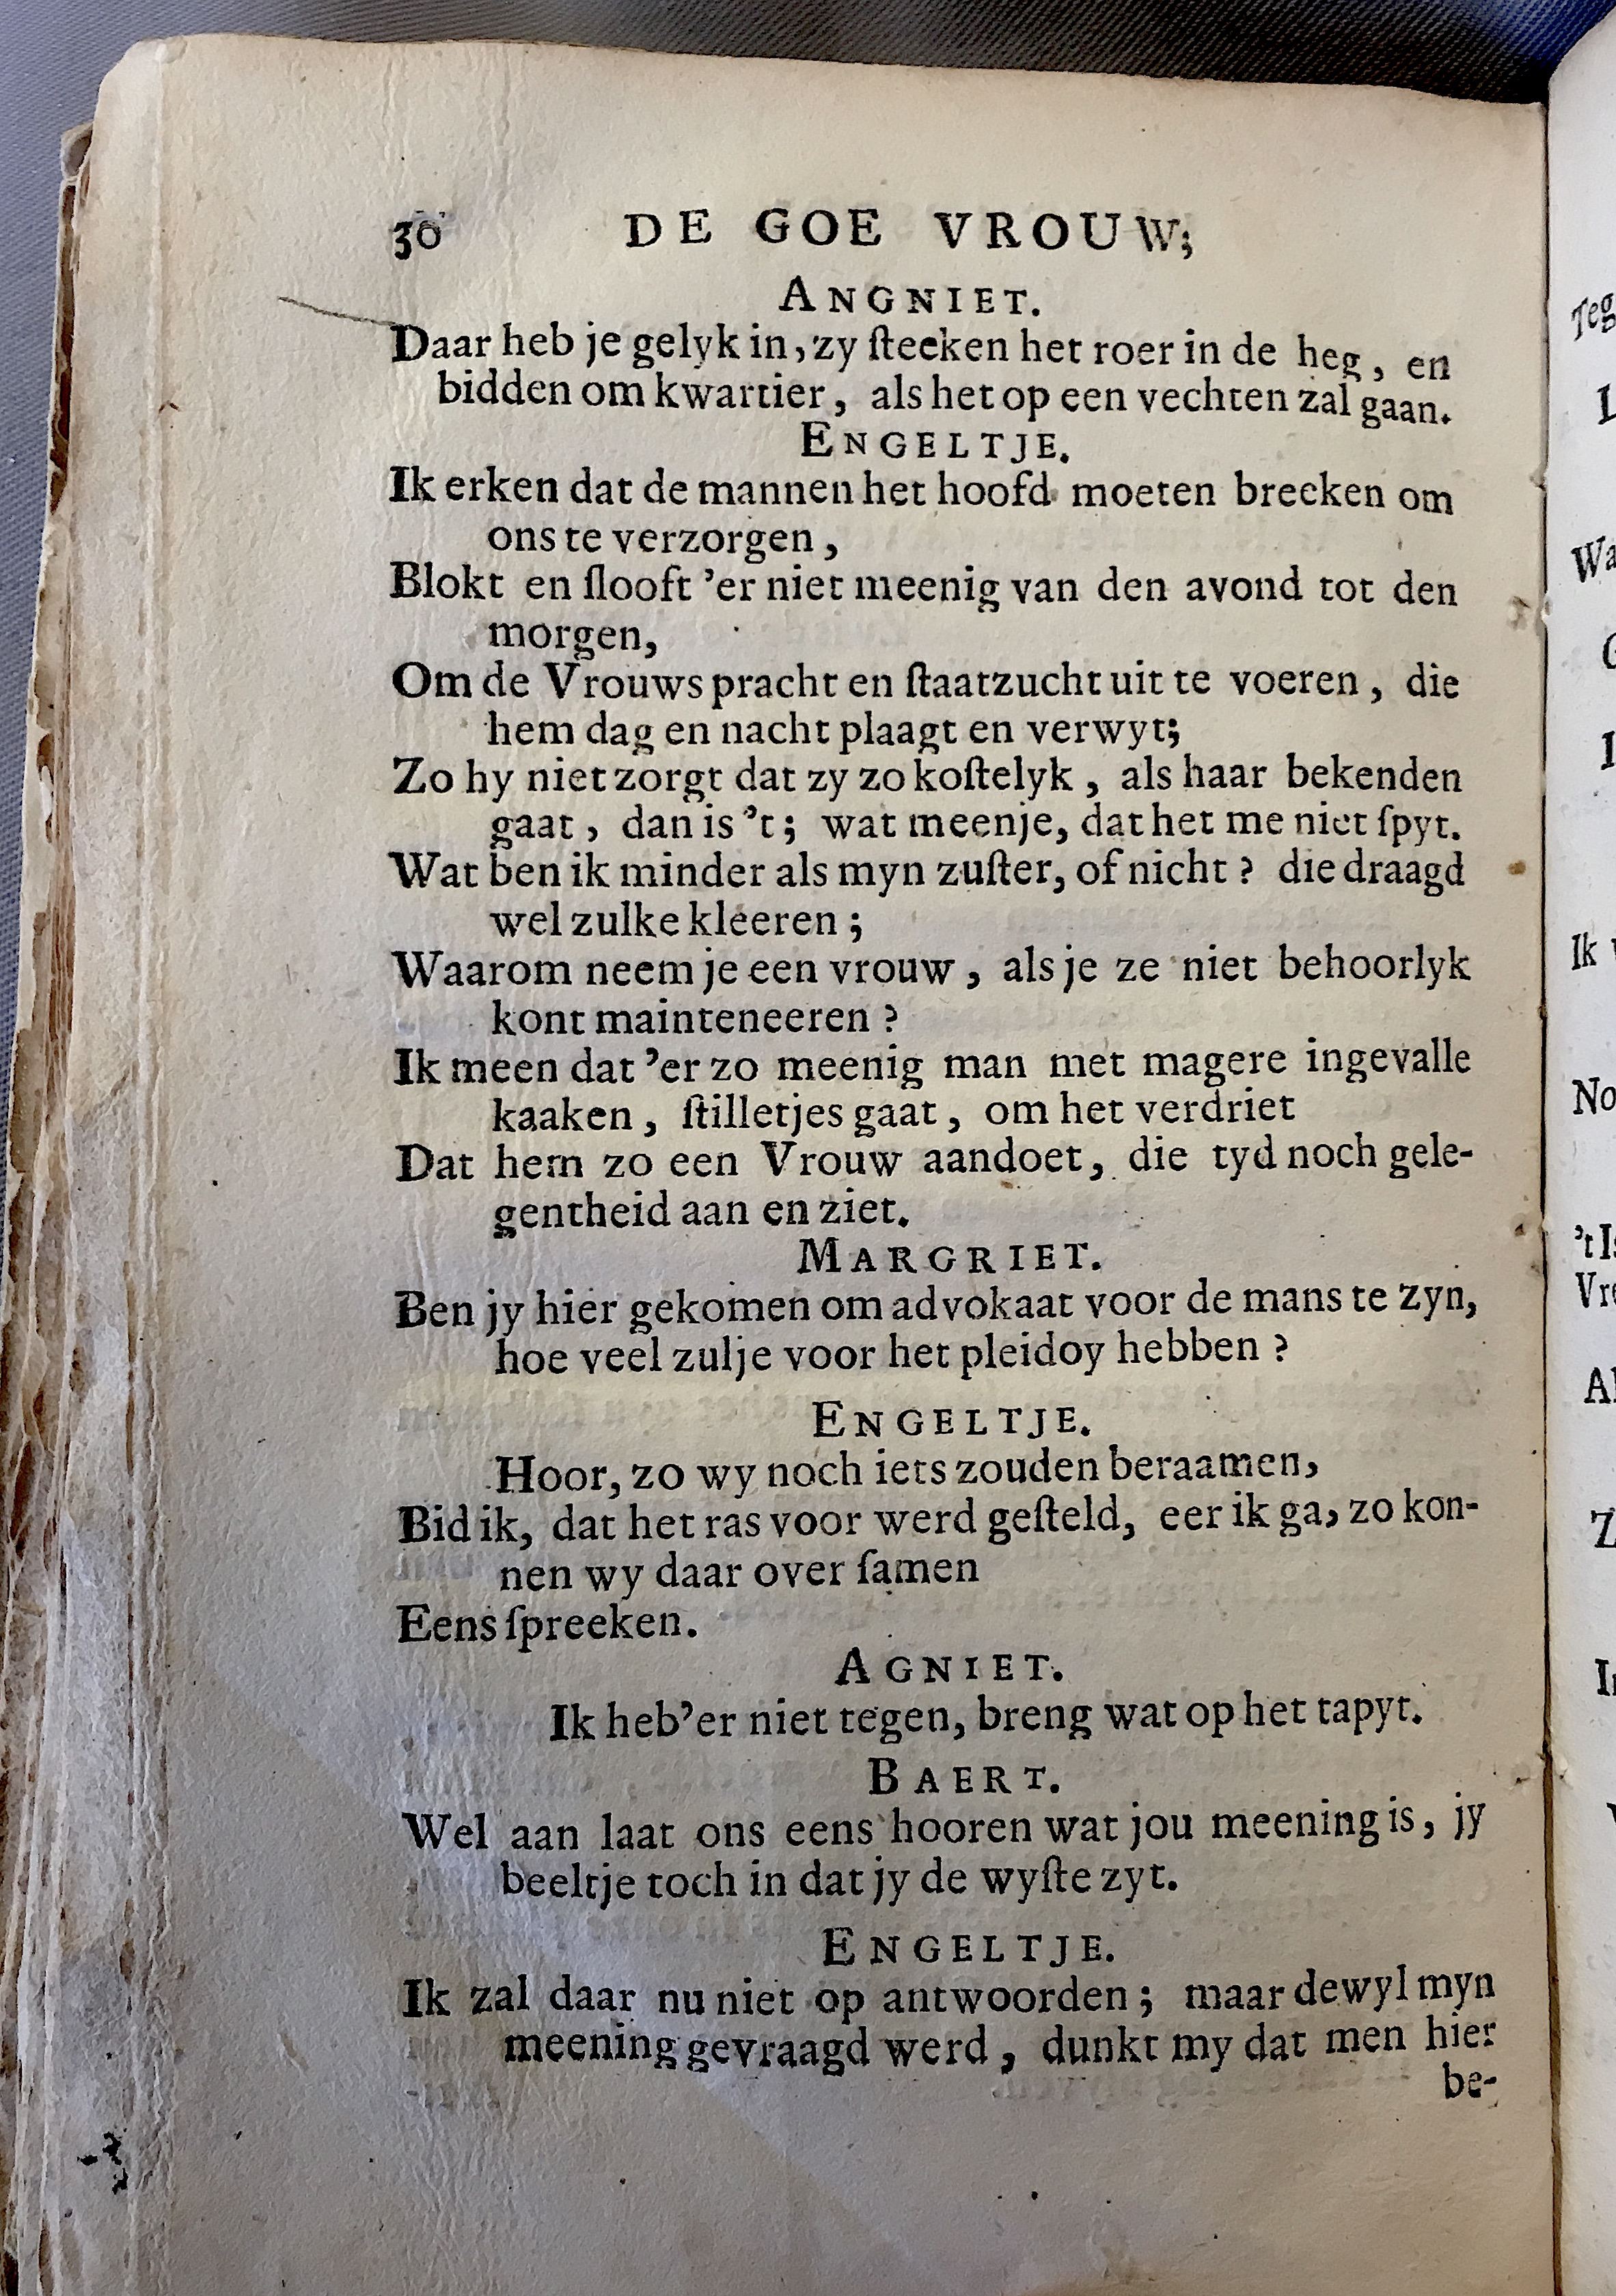 30 DE GOE VROUW;
ANGNIET.
Daar heb je gelyk in, zy ſteeken het roer in de heg, en
bidden om kwartier, als het op een vechten zal gaan.
ENGELTJE.
Ik erken dat de mannen het hoofd moeten breeken om
ons te verzorgen,
Blokt en ſlooft 'er niet meenig van den avond tot den
morgen,
Om de Vrouws pracht en ſtaatzucht uit te voeren, die
hem dag en nacht plaagt en verwyt;
Zo hy niet zorgt dat zy zo koſtelyk, als haar bekenden
gaat, dan is 't; wat meenje, dat het me niet ſpyt.
Wat ben ik minder als myn zuſter, of nicht? die draagd
wel zulke kleeren;
Waarom neem je een vrouw, als je ze niet behoorlyk
kont mainteneeren?
Ik meen dat 'er zo meenig man met magere ingevalle
kaaken, ſtilletjes gaat, om het verdriet
Dat hem zo een Vrouw aandoet, die tyd noch gele-
gentheid aan en ziet.
MARGRIET.
Ben jy hier gekomen om advokaat voor de mans te zyn,
hoe veel zulje voor het pleidoy hebben?
ENGELTJE.
Hoor, zo wy noch iets zouden beraamen,
Bid ik, dat het ras voor werd geſteld, eer ik ga, zo kon-
nen wy daar over ſamen
Eens ſpreeken.
AGNIET.
Ik heb'er niet tegen, breng wat op het tapyt.
BAERT.
Wel aan laat ons eens hooren wat jou meening is, jy
beeltje toch in dat jy de wyſte zyt.
ENGELTJE.
Ik zal daar nu niet op antwoorden; maar dewyl myn
meening gevraagd werd, dunkt my dat men hier
be-
Teg
L
Wa
G
I
Ik
No
't Is
Vro
Al
Z